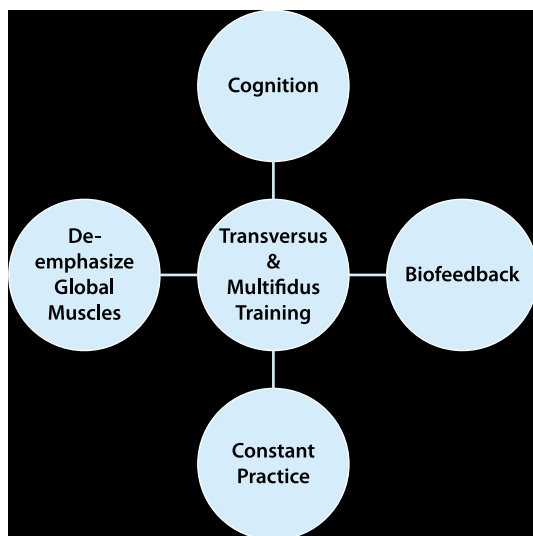 Cognition
De-
emphasize
Global
Muscles
Transversus
&
Multifidus
Training
Biofeedback
Constant
Practice